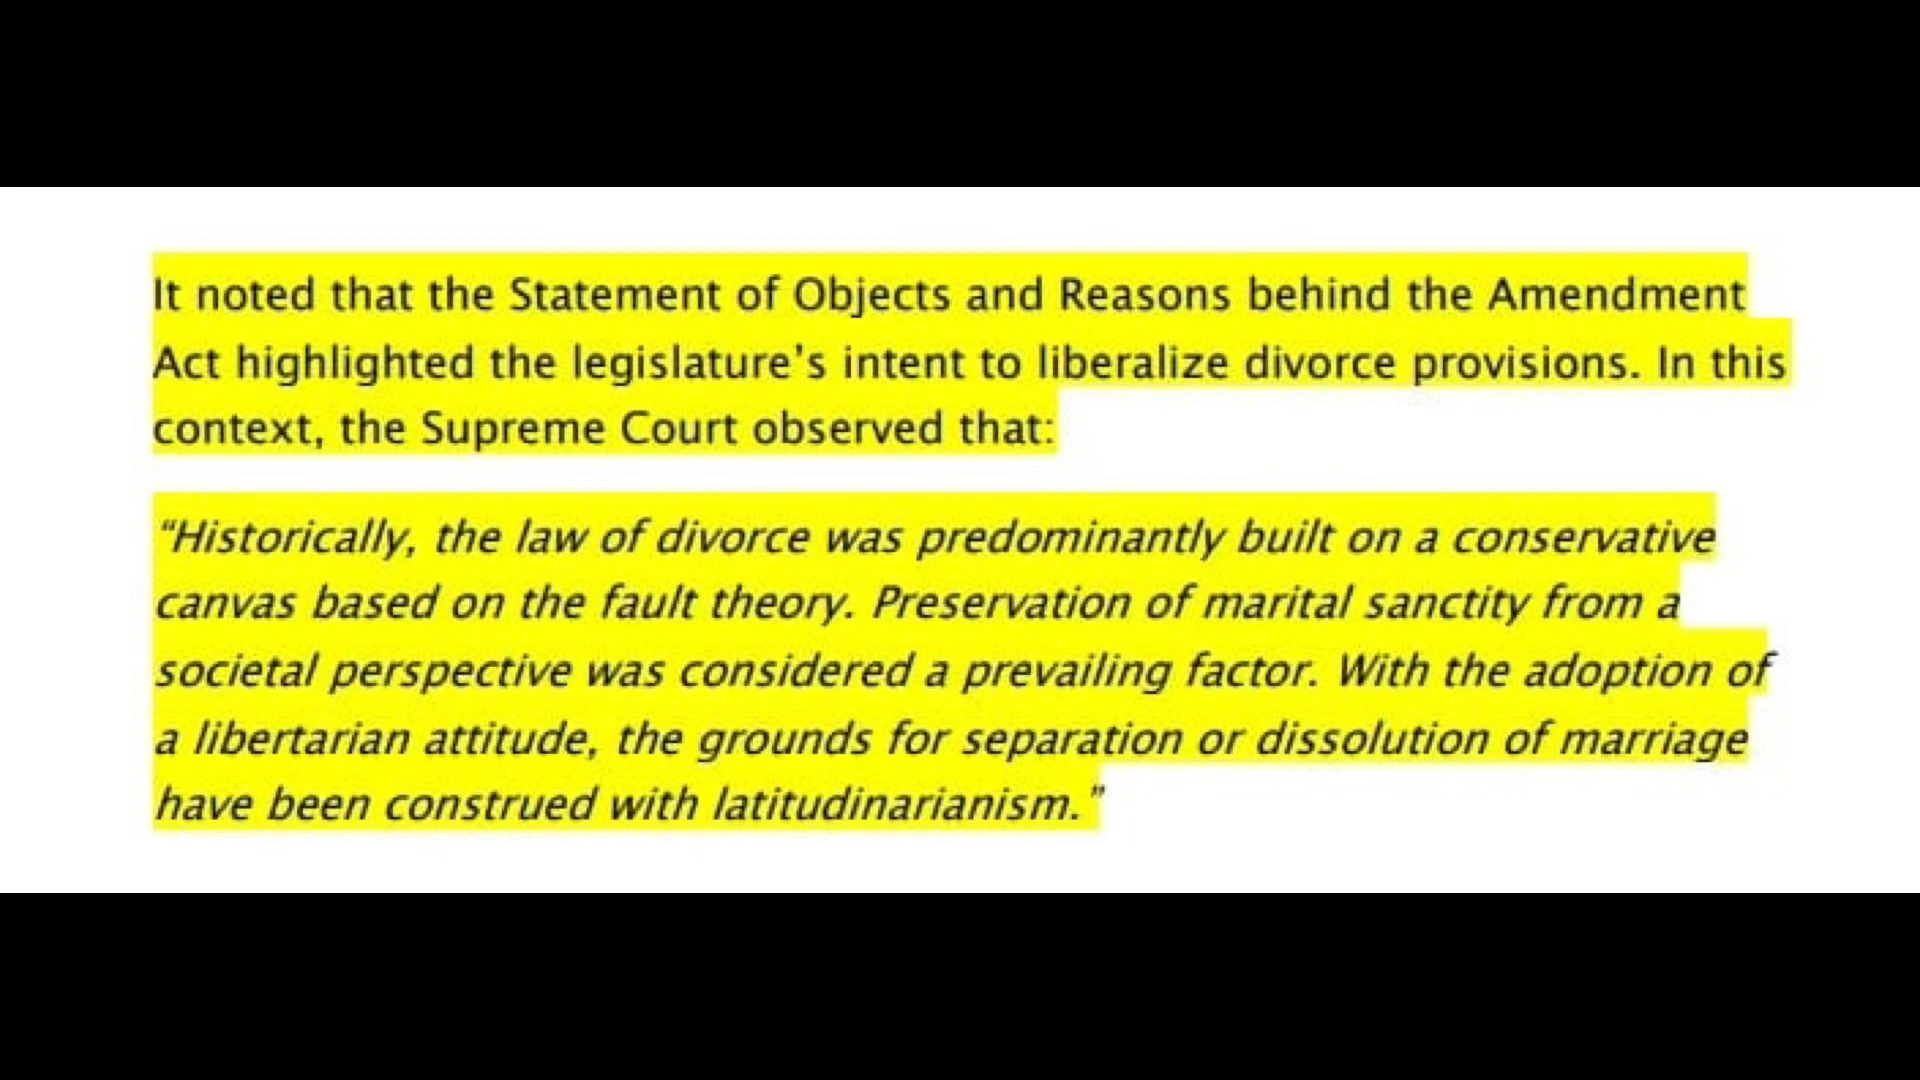 It noted that the Statement of Objects and Reasons behind the Amendment
Act highlighted the legislature’s intent to liberalize divorce provisions. In this
context, the Supreme Court observed that:
“Historically, the law of divorce was predominantly built on a conservative
canvas based on the fault theory. Preservation of marital sanctity from a
societal perspective was considered a prevailing factor. With the adoption of
a libertarian attitude, the grounds for separation or dissolution of marriage
have been construed with latitudinarianism.”